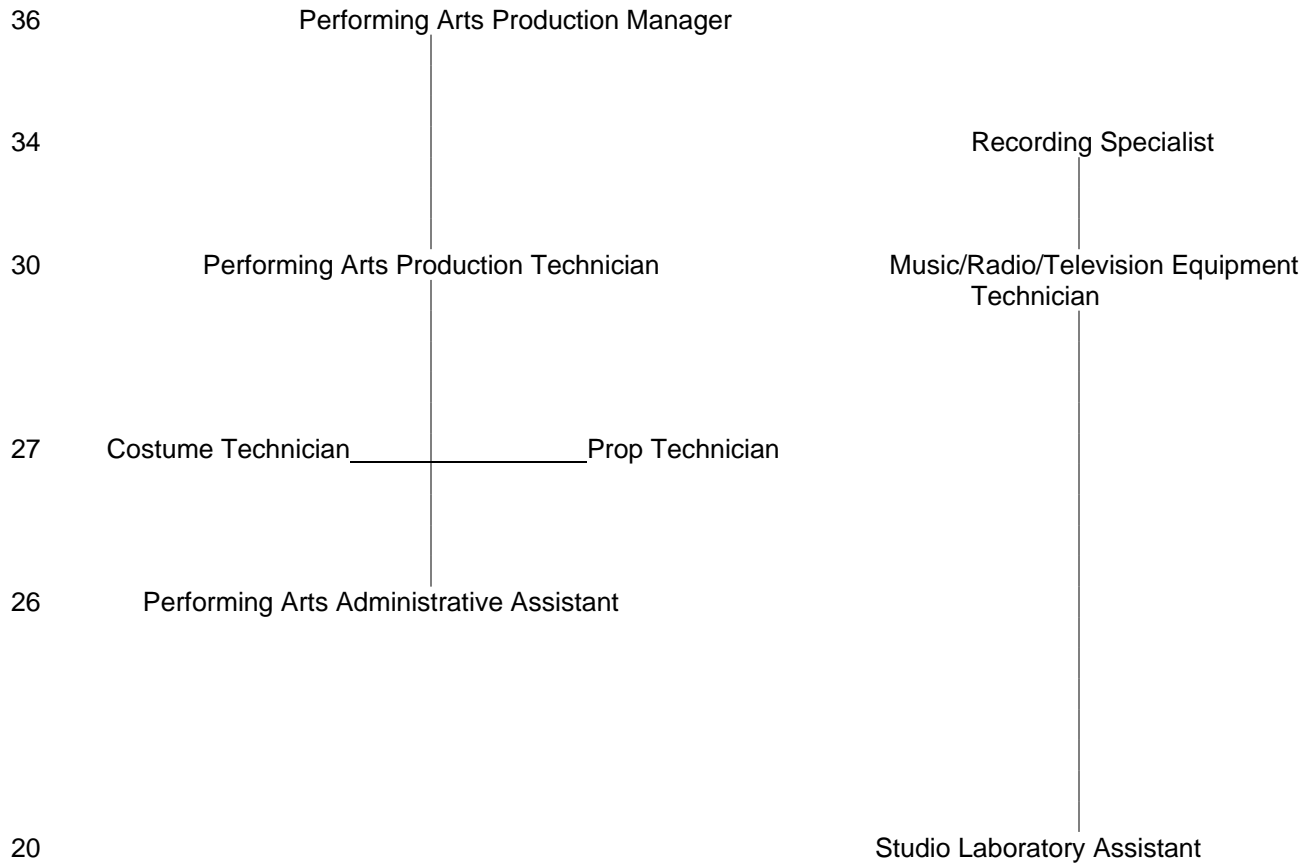 36 Performing Arts Production Manager
34 Recording Specialist
30 Performing Arts Production Technician Music/Radio/Television Equipment
Technician
27 Costume Technician Prop Technician
26 Performing Arts Administrative Assistant
20 Studio Laboratory Assistant